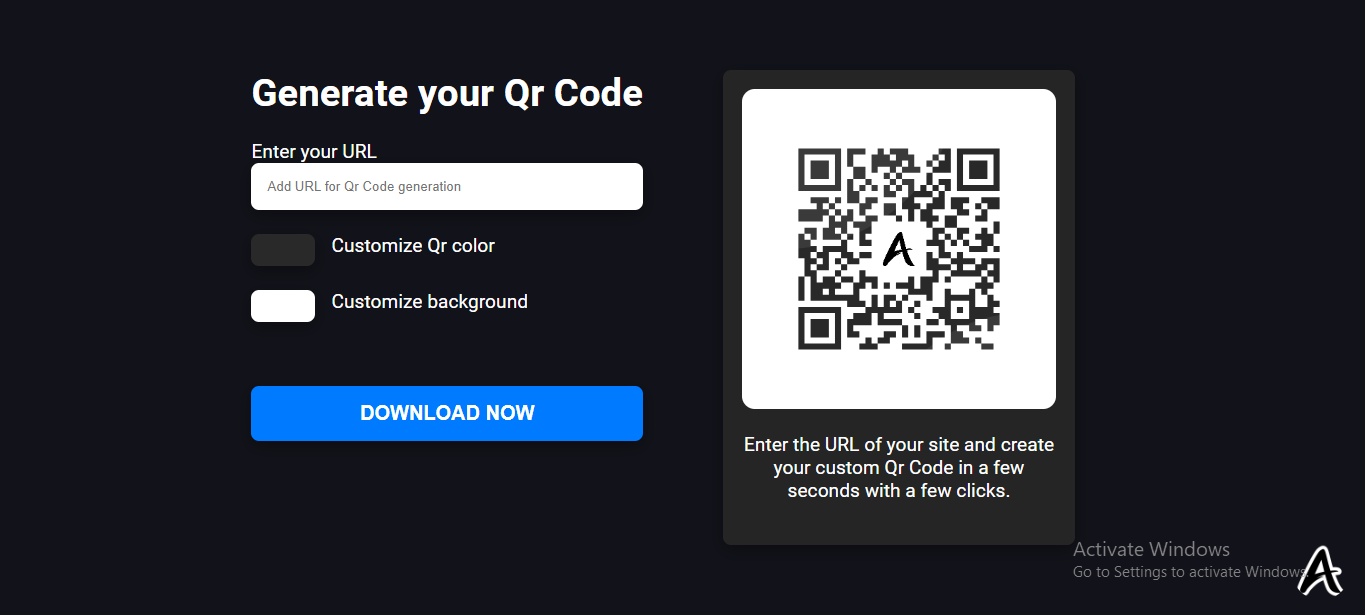 Generate your Qr Code
Enter your URL
Add URL for Qr Code generation
Customize Qr color
Customize background
DOWNLOAD NOW
A
Enter the URL of your site and create
your custom Qr Code in a few
seconds with a few clicks.
Activate Windows
Go to Settings to activate Windows.
A